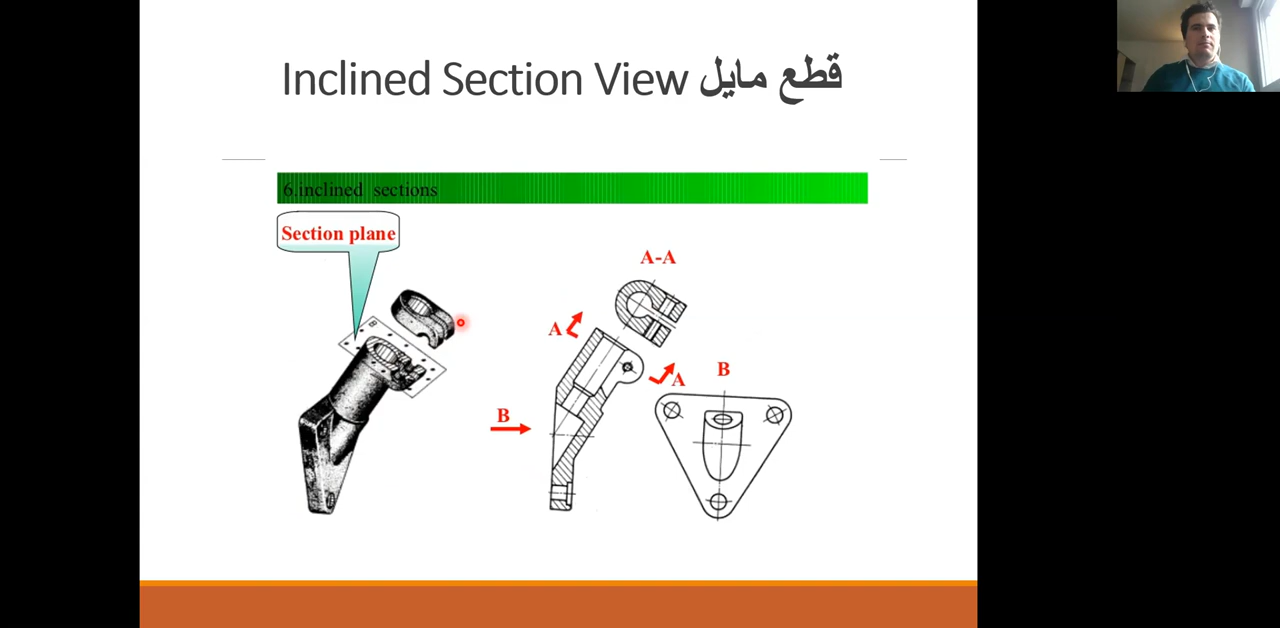 Inclined Section View قطع مایل
6.inclined sections
Section plane
A-A
A
A
B
B